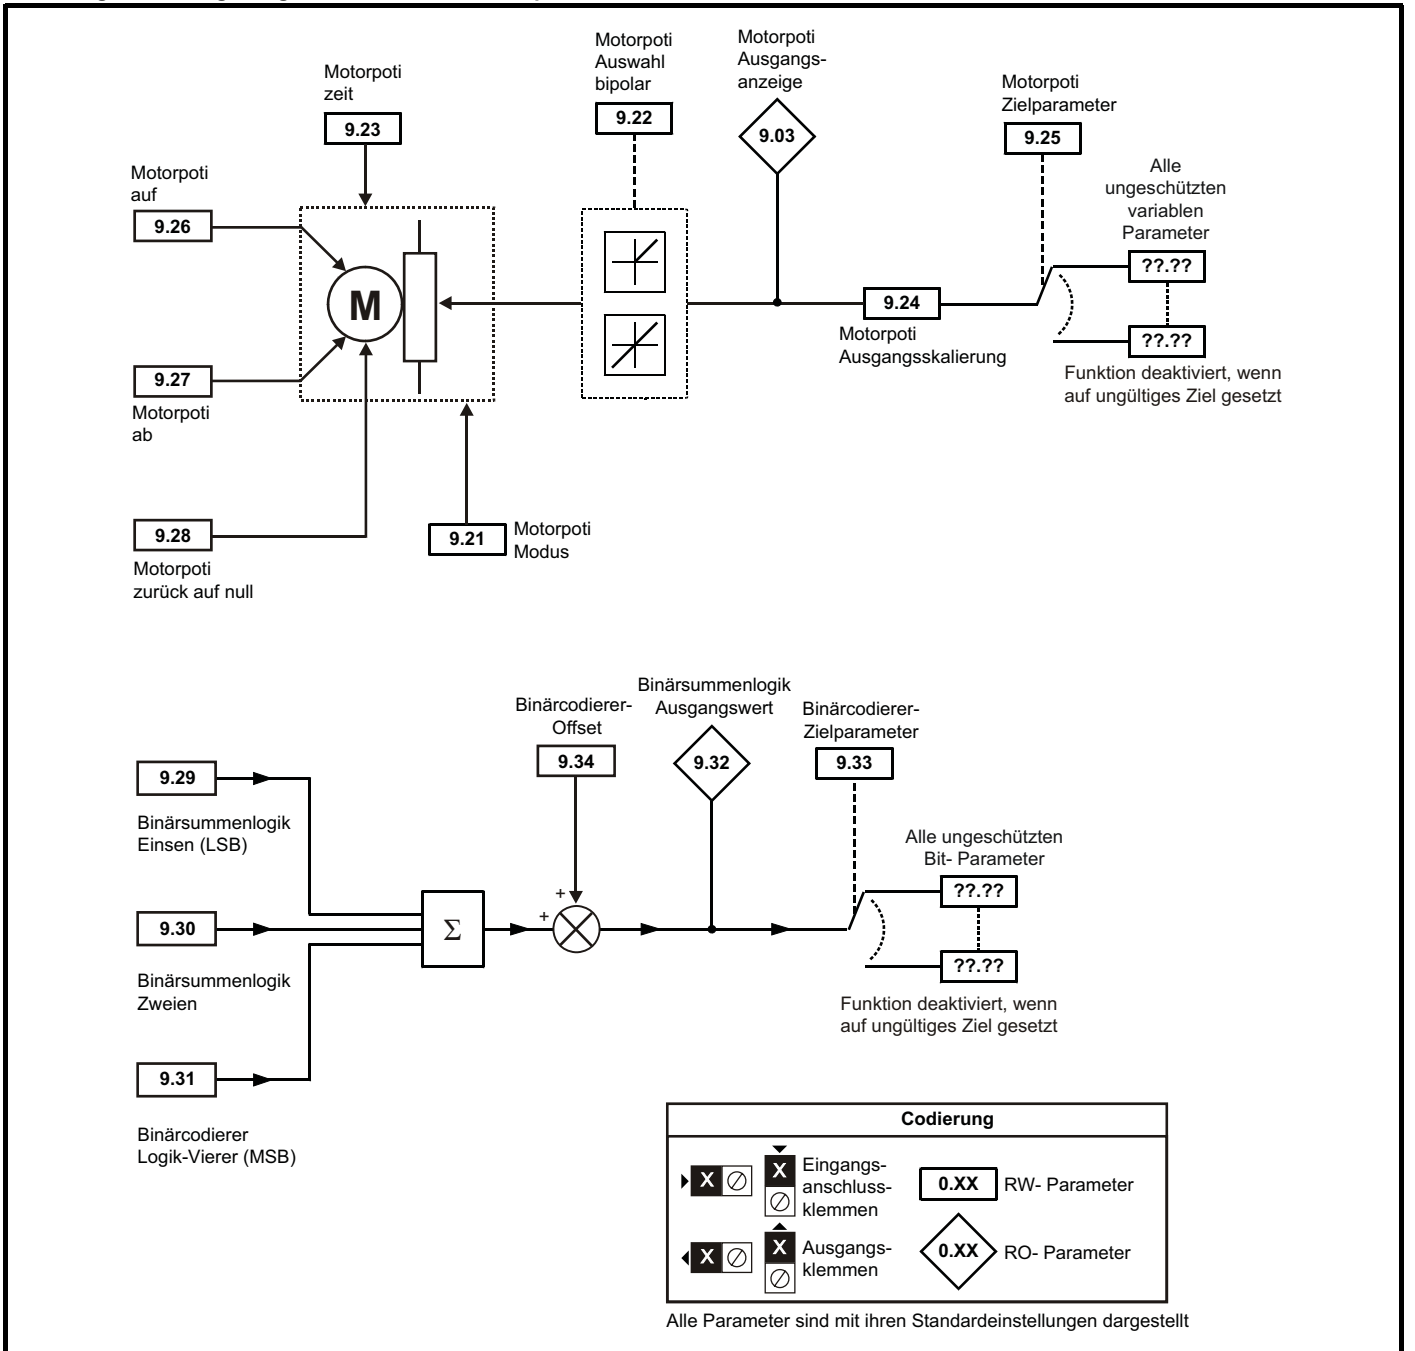 Motorpoti
zeit
9.23
Motorpoti
Auswahl
bipolar
9.22
Motorpoti
Ausgangs-
anzeige
9.03
Motorpoti
Zielparameter
9.25
Alle
ungeschützten
variablen
Parameter
??.??
??.??
Funktion deaktiviert, wenn
auf ungültiges Ziel gesetzt
Motorpoti
auf
9.26
M
9.24
Motorpoti
Ausgangsskalierung
9.27
Motorpoti
ab
9.28
Motorpoti
zurück auf null
9.21
Motorpoti
Modus
Binärcodierer-
Offset
9.34
Binärsummenlogik
Ausgangswert
9.32
Binärcodierer-
Zielparameter
9.33
9.29
Binärsummenlogik
Einsen (LSB)
Alle ungeschützten
Bit- Parameter
??.??
??.??
Funktion deaktiviert, wenn
auf ungültiges Ziel gesetzt
9.30
Σ
+
+
Binärsummenlogik
Zweien
9.31
Binärcodierer
Logik-Vierer (MSB)
Codierung
X
X
Eingangs-
anschluss-
klemmen
0.XX
RW- Parameter
X
X
Ausgangs-
klemmen
0.XX
RO- Parameter
Alle Parameter sind mit ihren Standardeinstellungen dargestellt